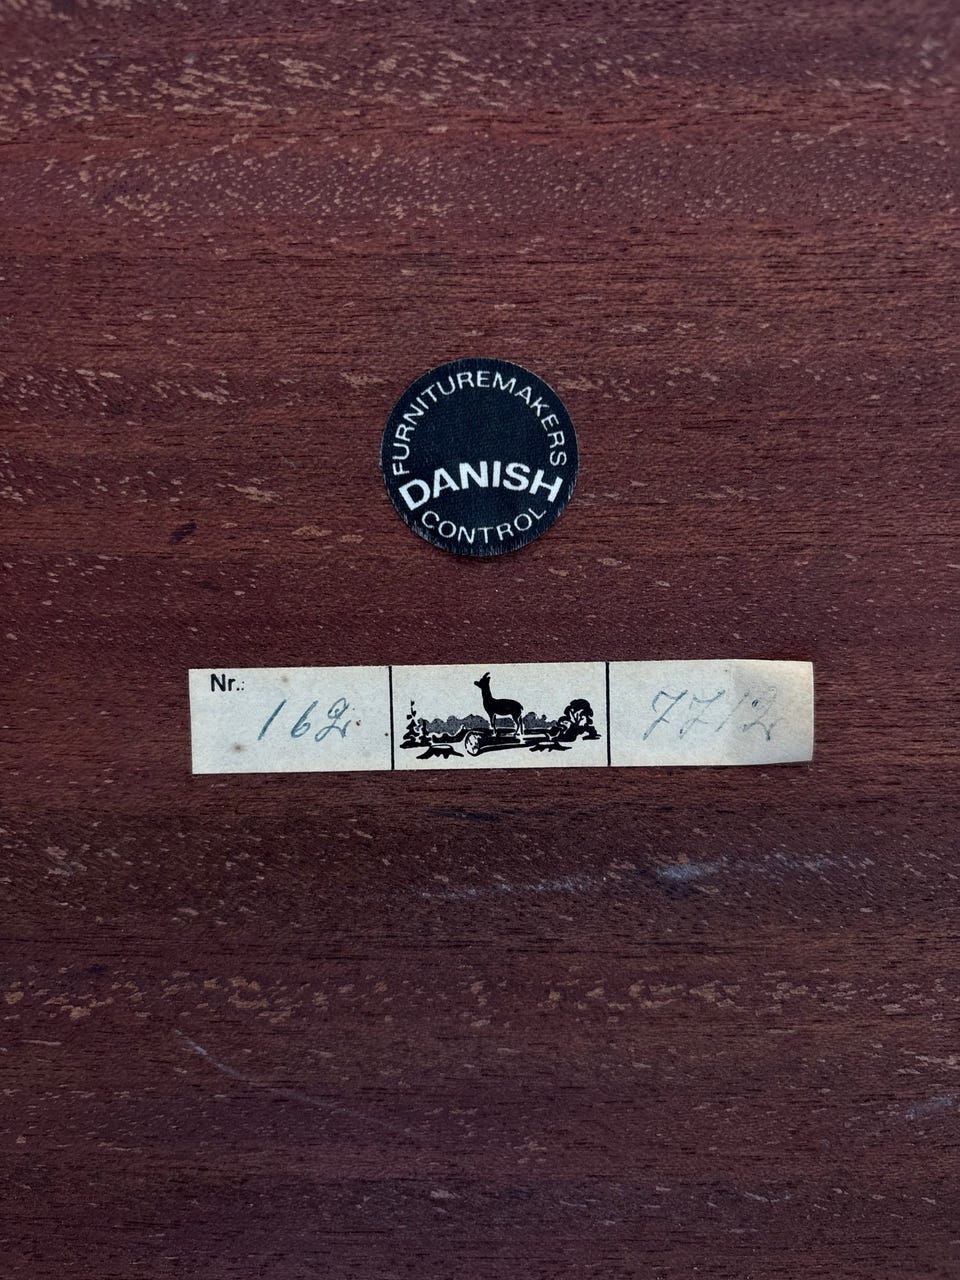 FURNITUREMAKERS
DANISH
CONTROL
Nr.: 162 7712